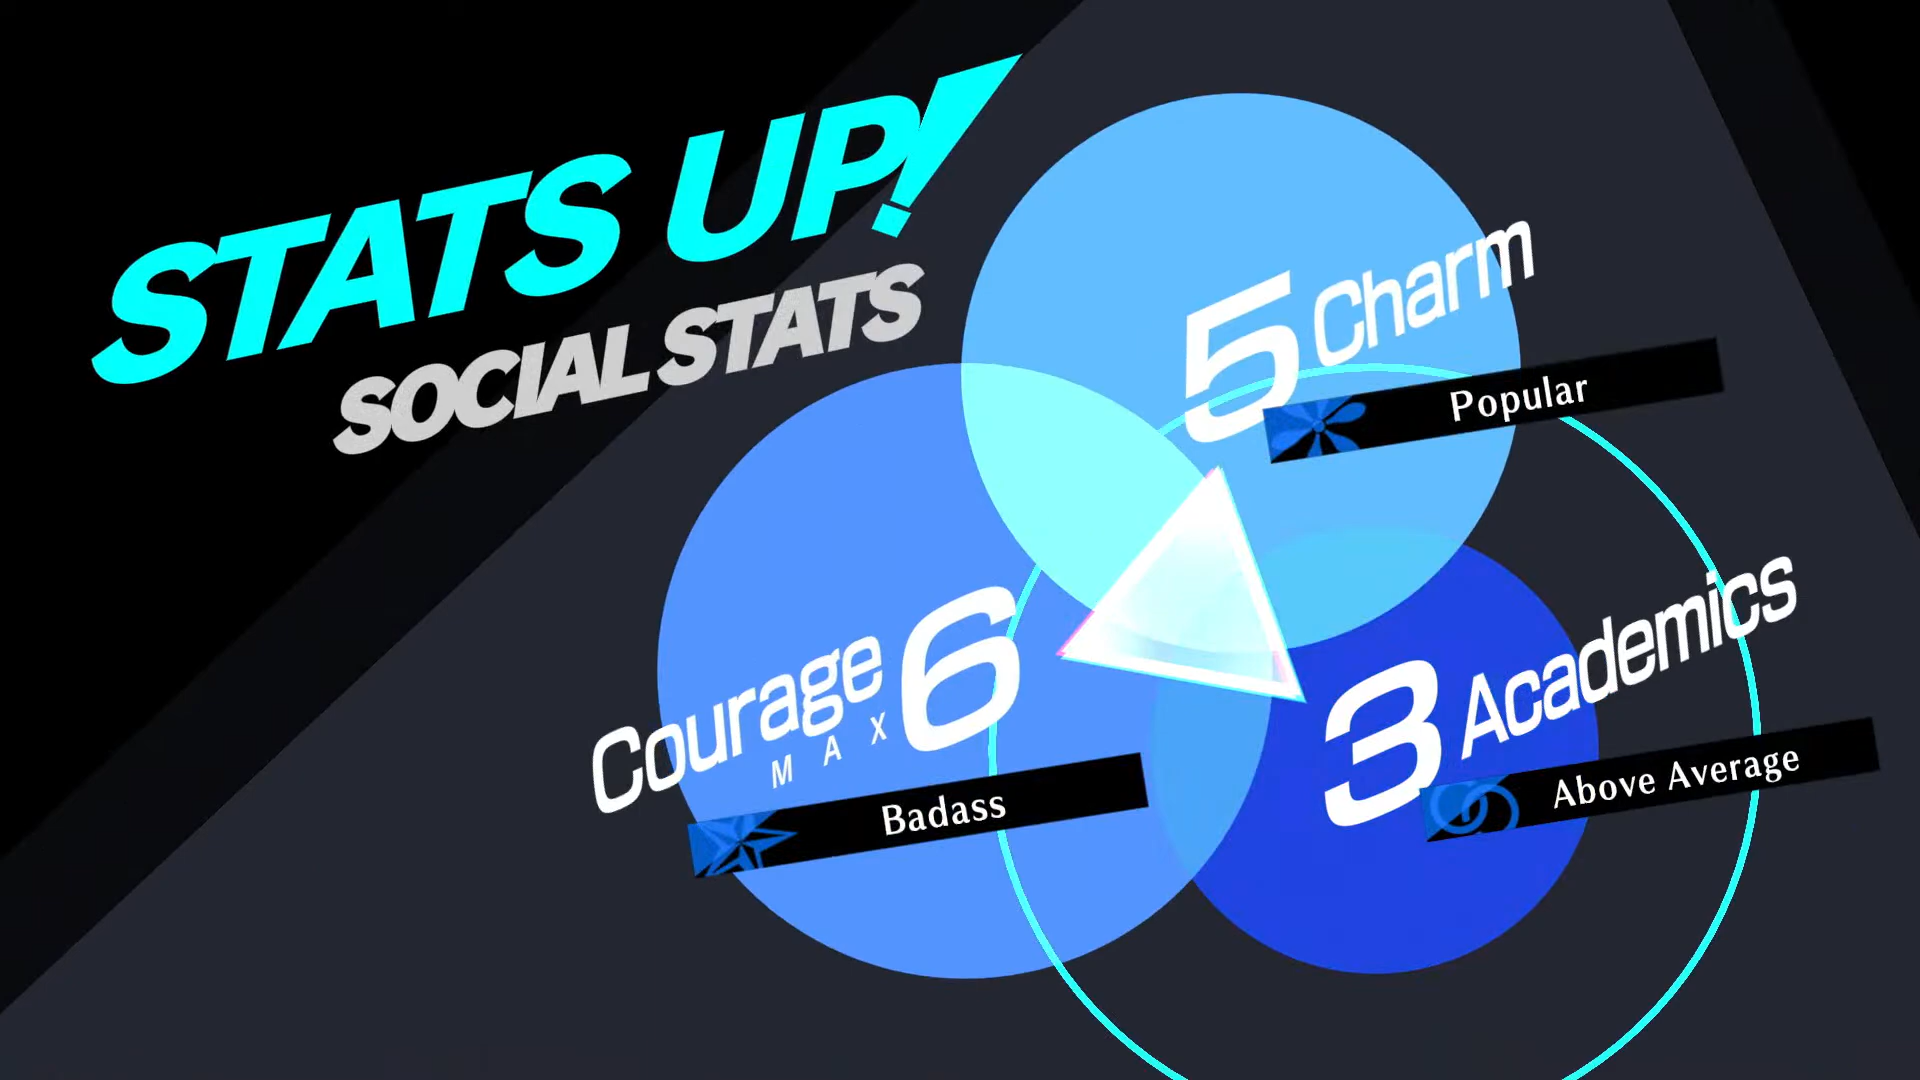 STATS UP!
SOCIAL STATS
5 Charm
Popular
Courage 6
MAX
Badass
3 Academics
Above Average